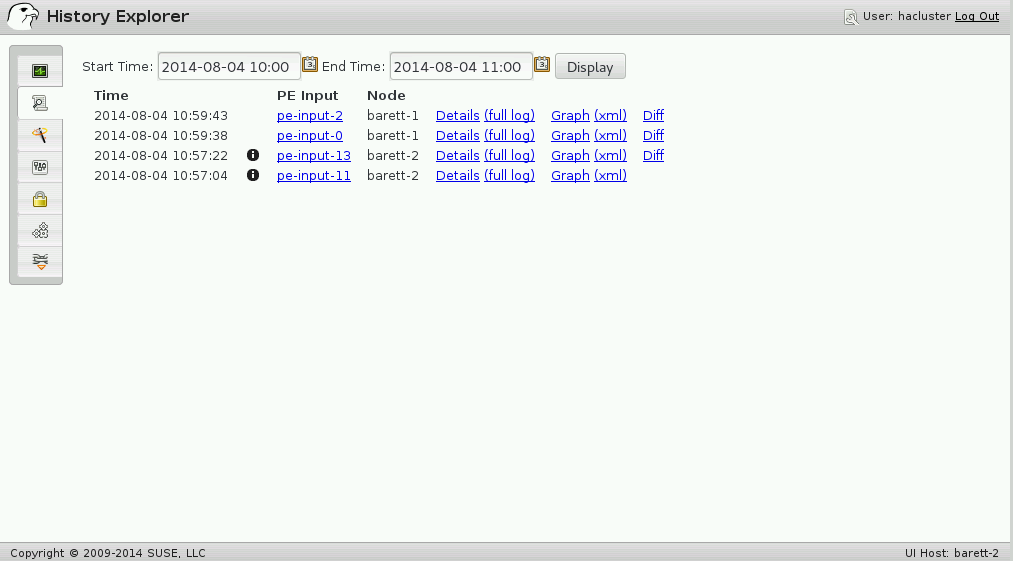 History Explorer
User: hacluster Log Out
Start Time: 2014-08-04 10:00 End Time: 2014-08-04 11:00 Display
Time PE Input Node
2014-08-04 10:59:43 pe-input-2 barett-1 Details (full log) Graph (xml) Diff
2014-08-04 10:59:38 pe-input-0 barett-1 Details (full log) Graph (xml) Diff
2014-08-04 10:57:22 pe-input-13 barett-2 Details (full log) Graph (xml) Diff
2014-08-04 10:57:04 pe-input-11 barett-2 Details (full log) Graph (xml)
Copyright © 2009-2014 SUSE, LLC
UI Host: barett-2